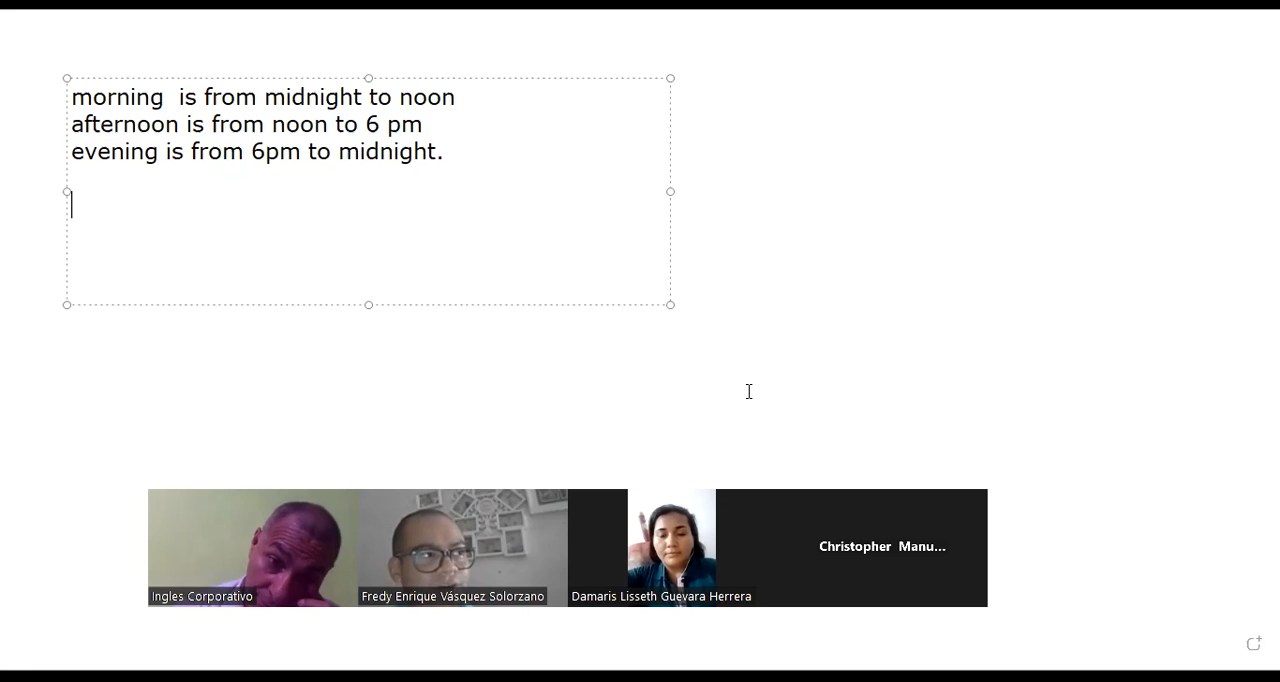 morning  is from midnight to noon
afternoon is from noon to 6 pm
evening is from 6pm to midnight.
Ingles Corporativo
Fredy Enrique Vásquez Solorzano
Damaris Lisseth Guevara Herrera
Christopher  Manu...